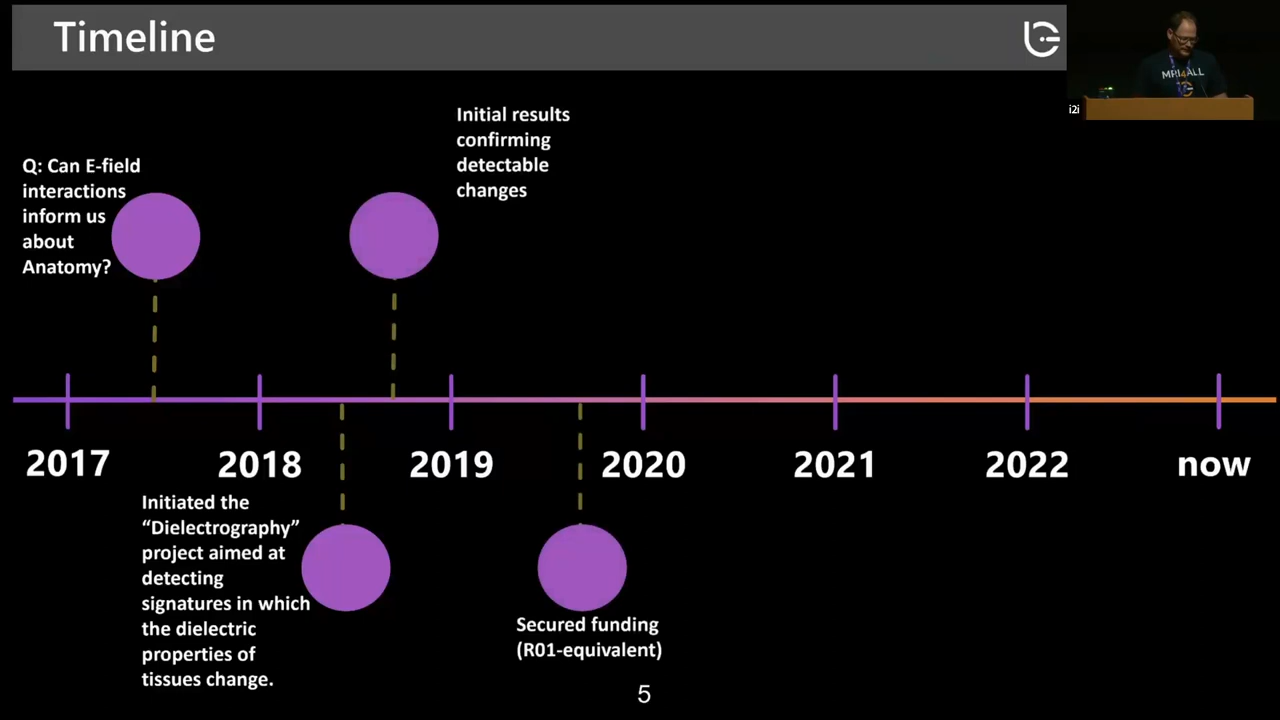 Timeline
MRI4ALL
i2i
Initial results
confirming
detectable
changes
Q: Can E-field
interactions
inform us
about
Anatomy?
2017
2018
2019
2020
2021
2022
now
Initiated the
“Dielectrography”
project aimed at
detecting
signatures in which
the dielectric
properties of
tissues change.
Secured funding
(R01-equivalent)
5